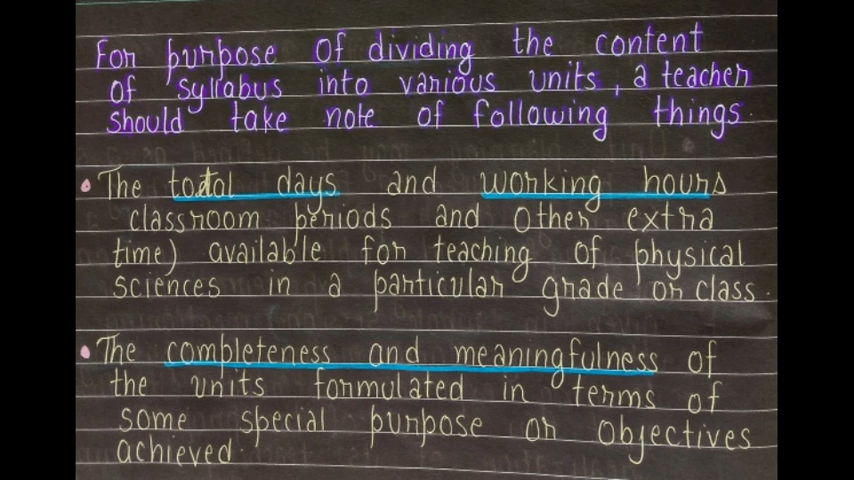 For purpose of dividing the content
of syllabus into various units, a teacher
should take note of following things.
• The total days and working hours
classroom periods and other extra
time) available for teaching of physical
sciences in a particular grade or class.
• The completeness and meaningfulness of
the units formulated in terms of
some special purpose or objectives
achieved.